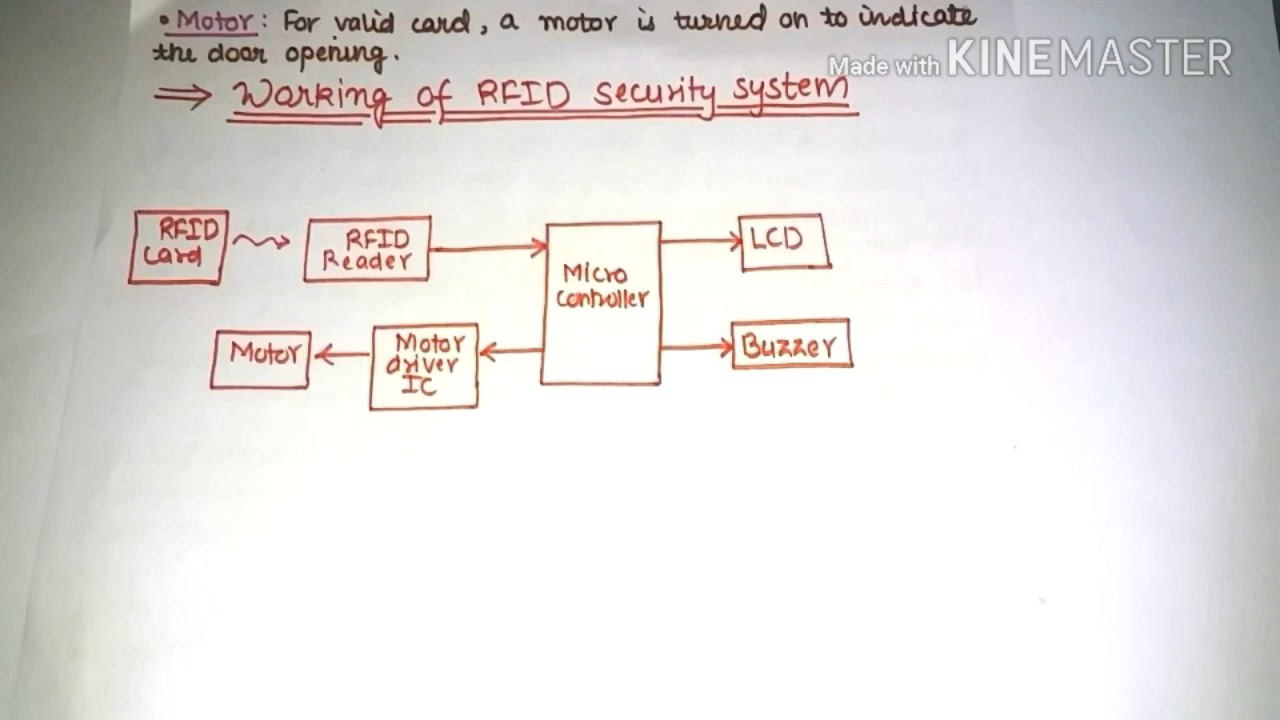 • Motor : For valid card, a motor is turned on to indicate
the door opening.
Made with KINEMASTER
⇒ Working of RFID security system
RFID
Card
RFID
Reader
Micro
controller
LCD
Motor
Motor
driver
IC
Buzzer